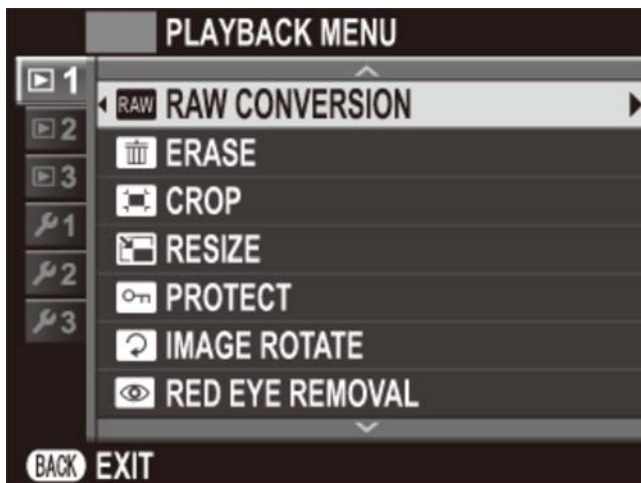 PLAYBACK MENU
1
2
3
1
2
3
RAW RAW CONVERSION
ERASE
CROP
RESIZE
PROTECT
IMAGE ROTATE
RED EYE REMOVAL
BACK EXIT